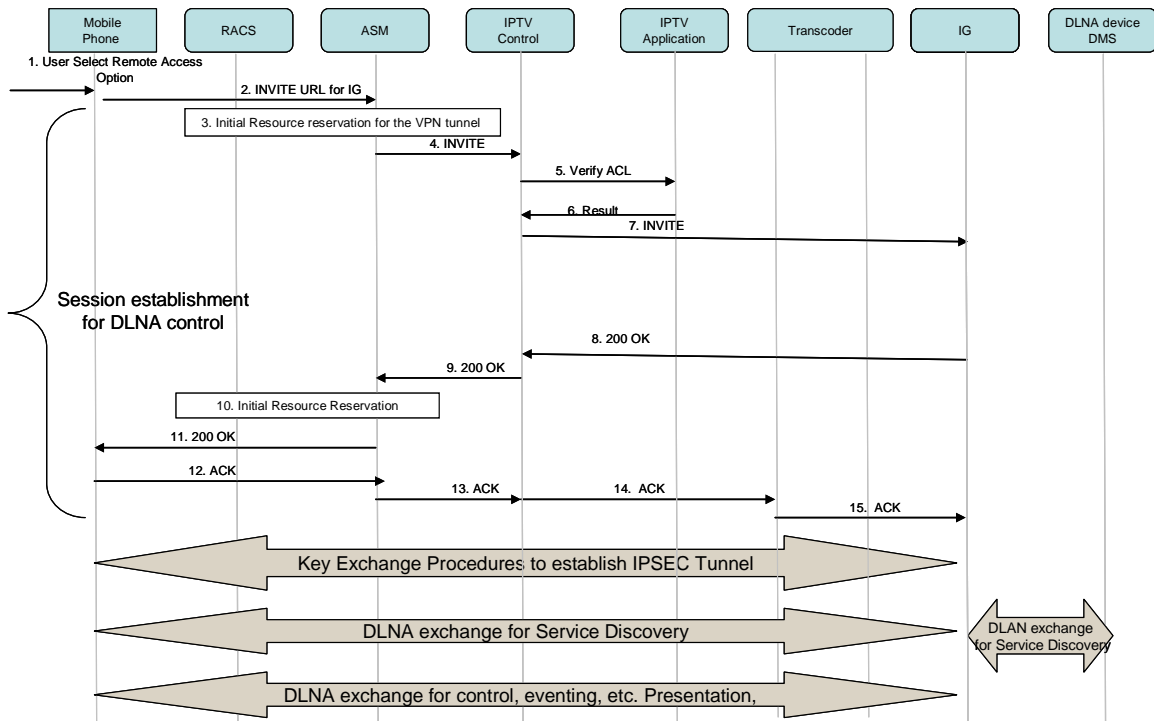 Mobile
Phone
RACS
ASM
IPTV
Control
IPTV
Application
Transcoder
IG
DLNA device
DMS
1. User Select Remote Access
Option
2. INVITE URL for IG
3. Initial Resource reservation for the VPN tunnel
4. INVITE
5. Verify ACL
6. Result
7. INVITE
Session establishment
for DLNA control
8. 200 OK
9. 200 OK
10. Initial Resource Reservation
11. 200 OK
12. ACK
13. ACK
14. ACK
15. ACK
Key Exchange Procedures to establish IPSEC Tunnel
DLNA exchange for Service Discovery
DLAN exchange
for Service Discovery
DLNA exchange for control, eventing, etc. Presentation,